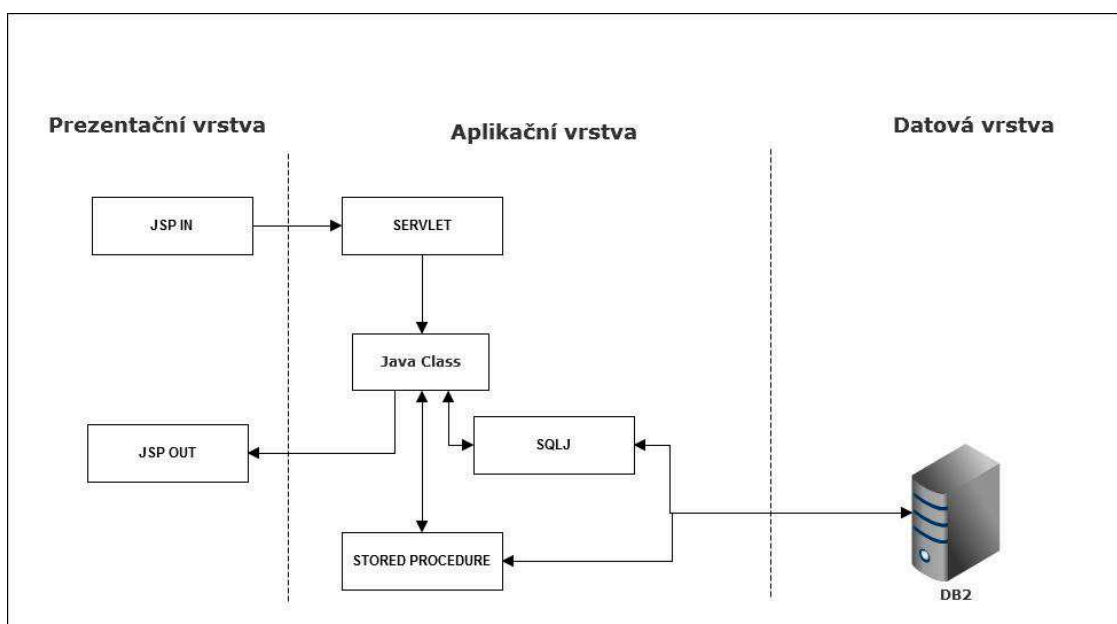 Prezentační vrstva
Aplikační vrstva
Datová vrstva
JSP IN
SERVLET
Java Class
JSP OUT
SQLJ
STORED PROCEDURE
DB2